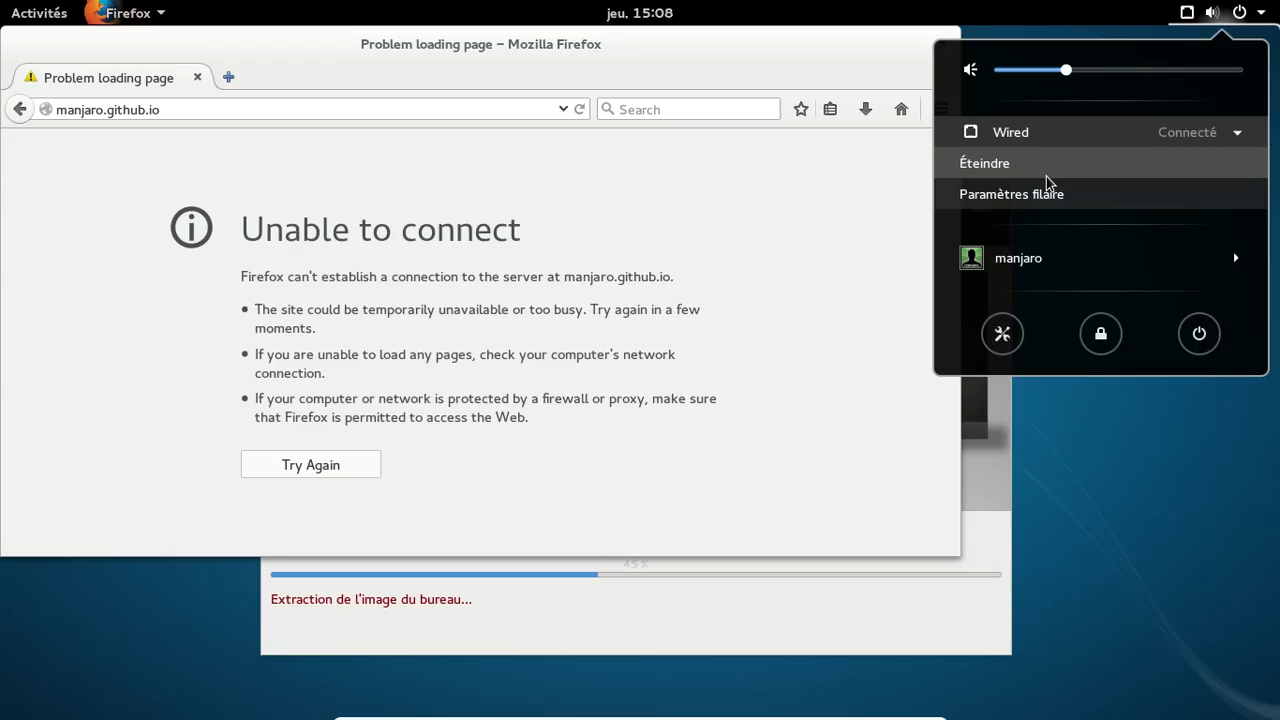 Activités
Firefox
jeu. 15:08
Problem loading page – Mozilla Firefox
Problem loading page
manjaro.github.io
Search
Wired
Connecté
Éteindre
Paramètres filaire
manjaro
Unable to connect
Firefox can't establish a connection to the server at manjaro.github.io.
The site could be temporarily unavailable or too busy. Try again in a few
moments.
If you are unable to load any pages, check your computer's network
connection.
If your computer or network is protected by a firewall or proxy, make sure
that Firefox is permitted to access the Web.
Try Again
45%
Extraction de l'image du bureau...